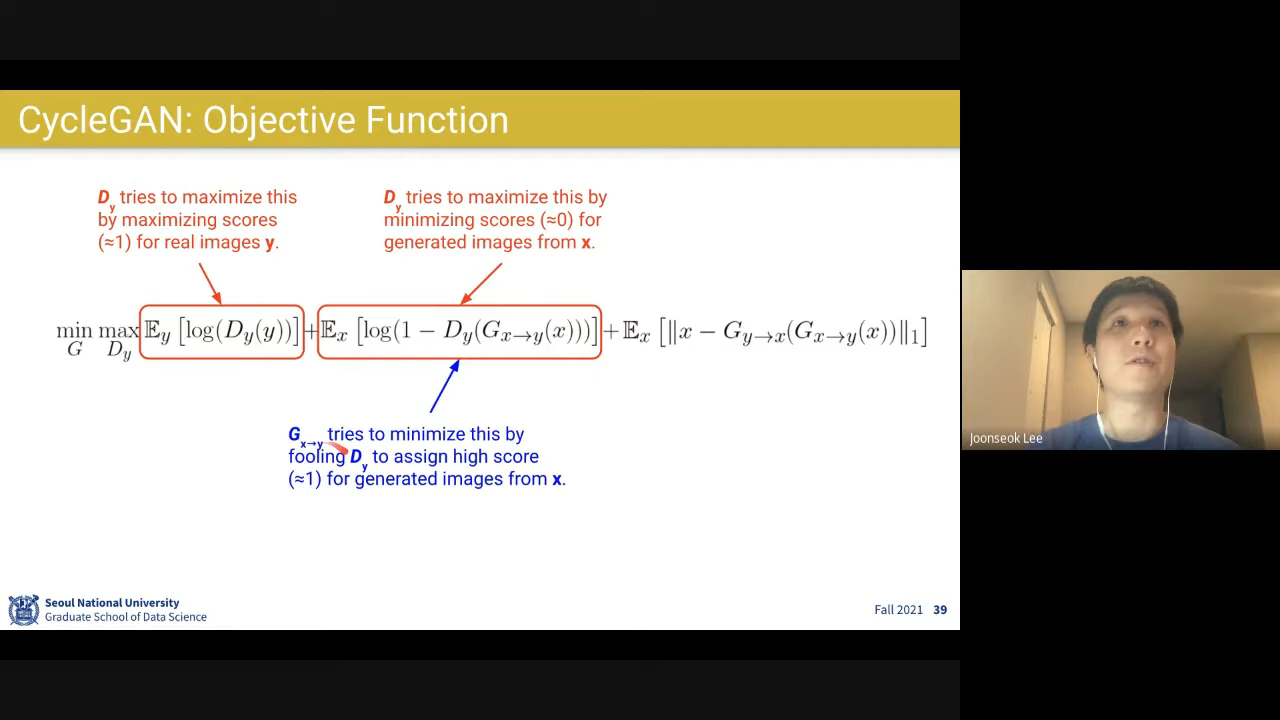 CycleGAN: Objective Function
D_y tries to maximize this
by maximizing scores
(≈1) for real images y.
D_y tries to maximize this by
minimizing scores (≈0) for
generated images from x.
min_G max_{D_y} 𝔼_y [log(D_y(y))] + 𝔼_x [log(1 − D_y(G_{x→y}(x)))] + 𝔼_x [‖x − G_{y→x}(G_{x→y}(x))‖_1]
G_{x→y} tries to minimize this by
fooling D_y to assign high score
(≈1) for generated images from x.
Joonseok Lee
Seoul National University
Graduate School of Data Science
Fall 2021 39